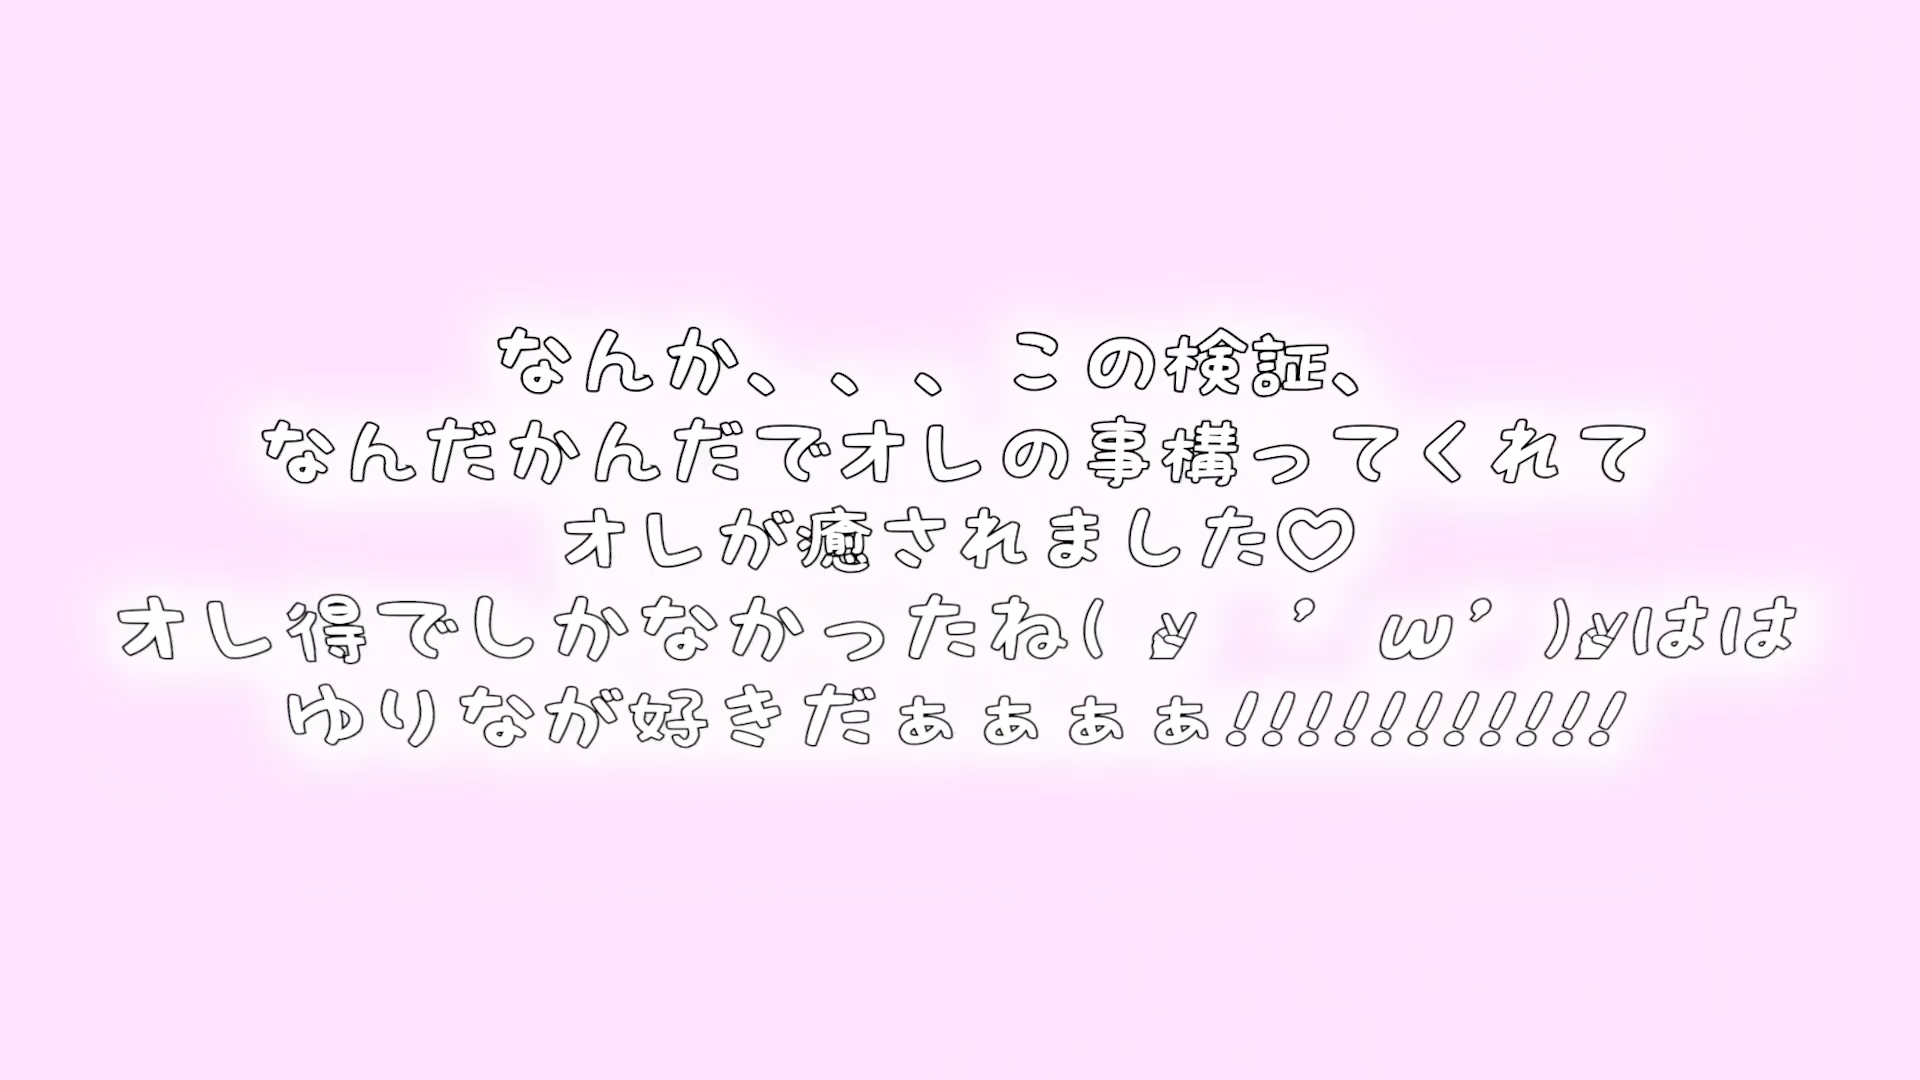 なんか、、、この検証、
なんだかんだでオレの事構ってくれて
オレが癒されました♡
オレ得でしかなかったね( ✌ ’ω’ )✌はは
ゆりなが好きだぁぁぁぁ!!!!!!!!!!!